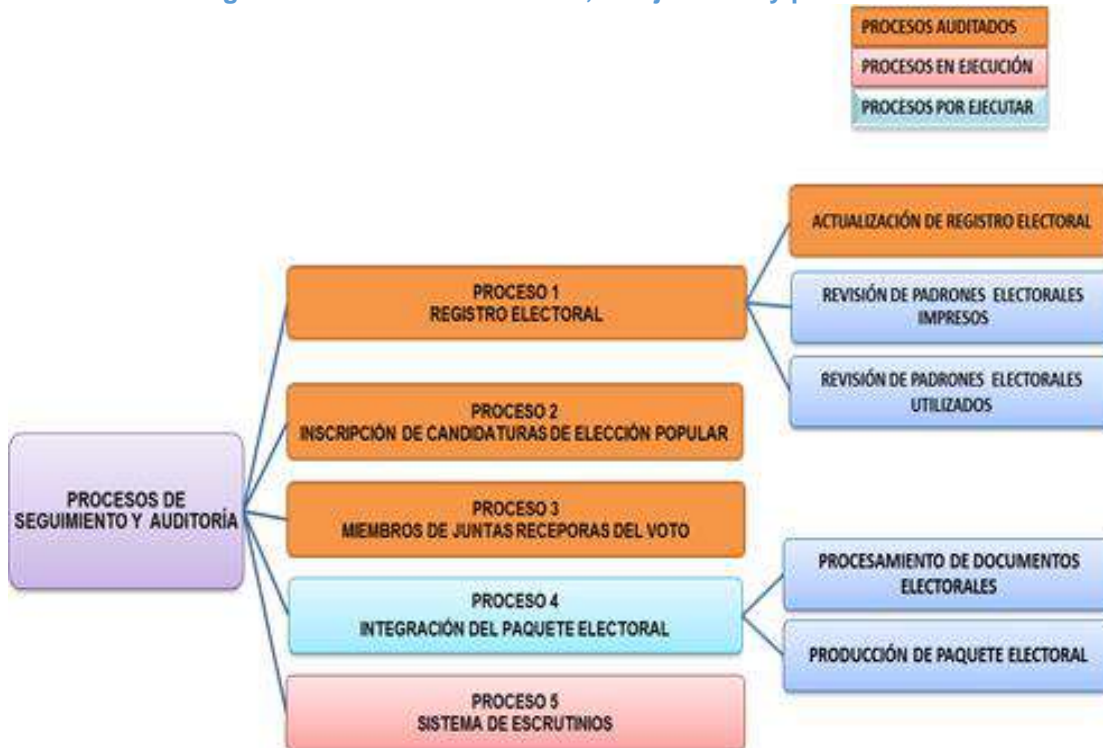 PROCESOS AUDITADOS
PROCESOS EN EJECUCIÓN
PROCESOS POR EJECUTAR
ACTUALIZACIÓN DE REGISTRO ELECTORAL
PROCESO 1
REGISTRO ELECTORAL
REVISIÓN DE PADRONES ELECTORALES
IMPRESOS
REVISIÓN DE PADRONES ELECTORALES
UTILIZADOS
PROCESO 2
INSCRIPCIÓN DE CANDIDATURAS DE ELECCIÓN POPULAR
PROCESOS DE
SEGUIMIENTO Y AUDITORÍA
PROCESO 3
MIEMBROS DE JUNTAS RECEPORAS DEL VOTO
PROCESO 4
INTEGRACIÓN DEL PAQUETE ELECTORAL
PROCESAMIENTO DE DOCUMENTOS
ELECTORALES
PRODUCCIÓN DE PAQUETE ELECTORAL
PROCESO 5
SISTEMA DE ESCRUTINIOS